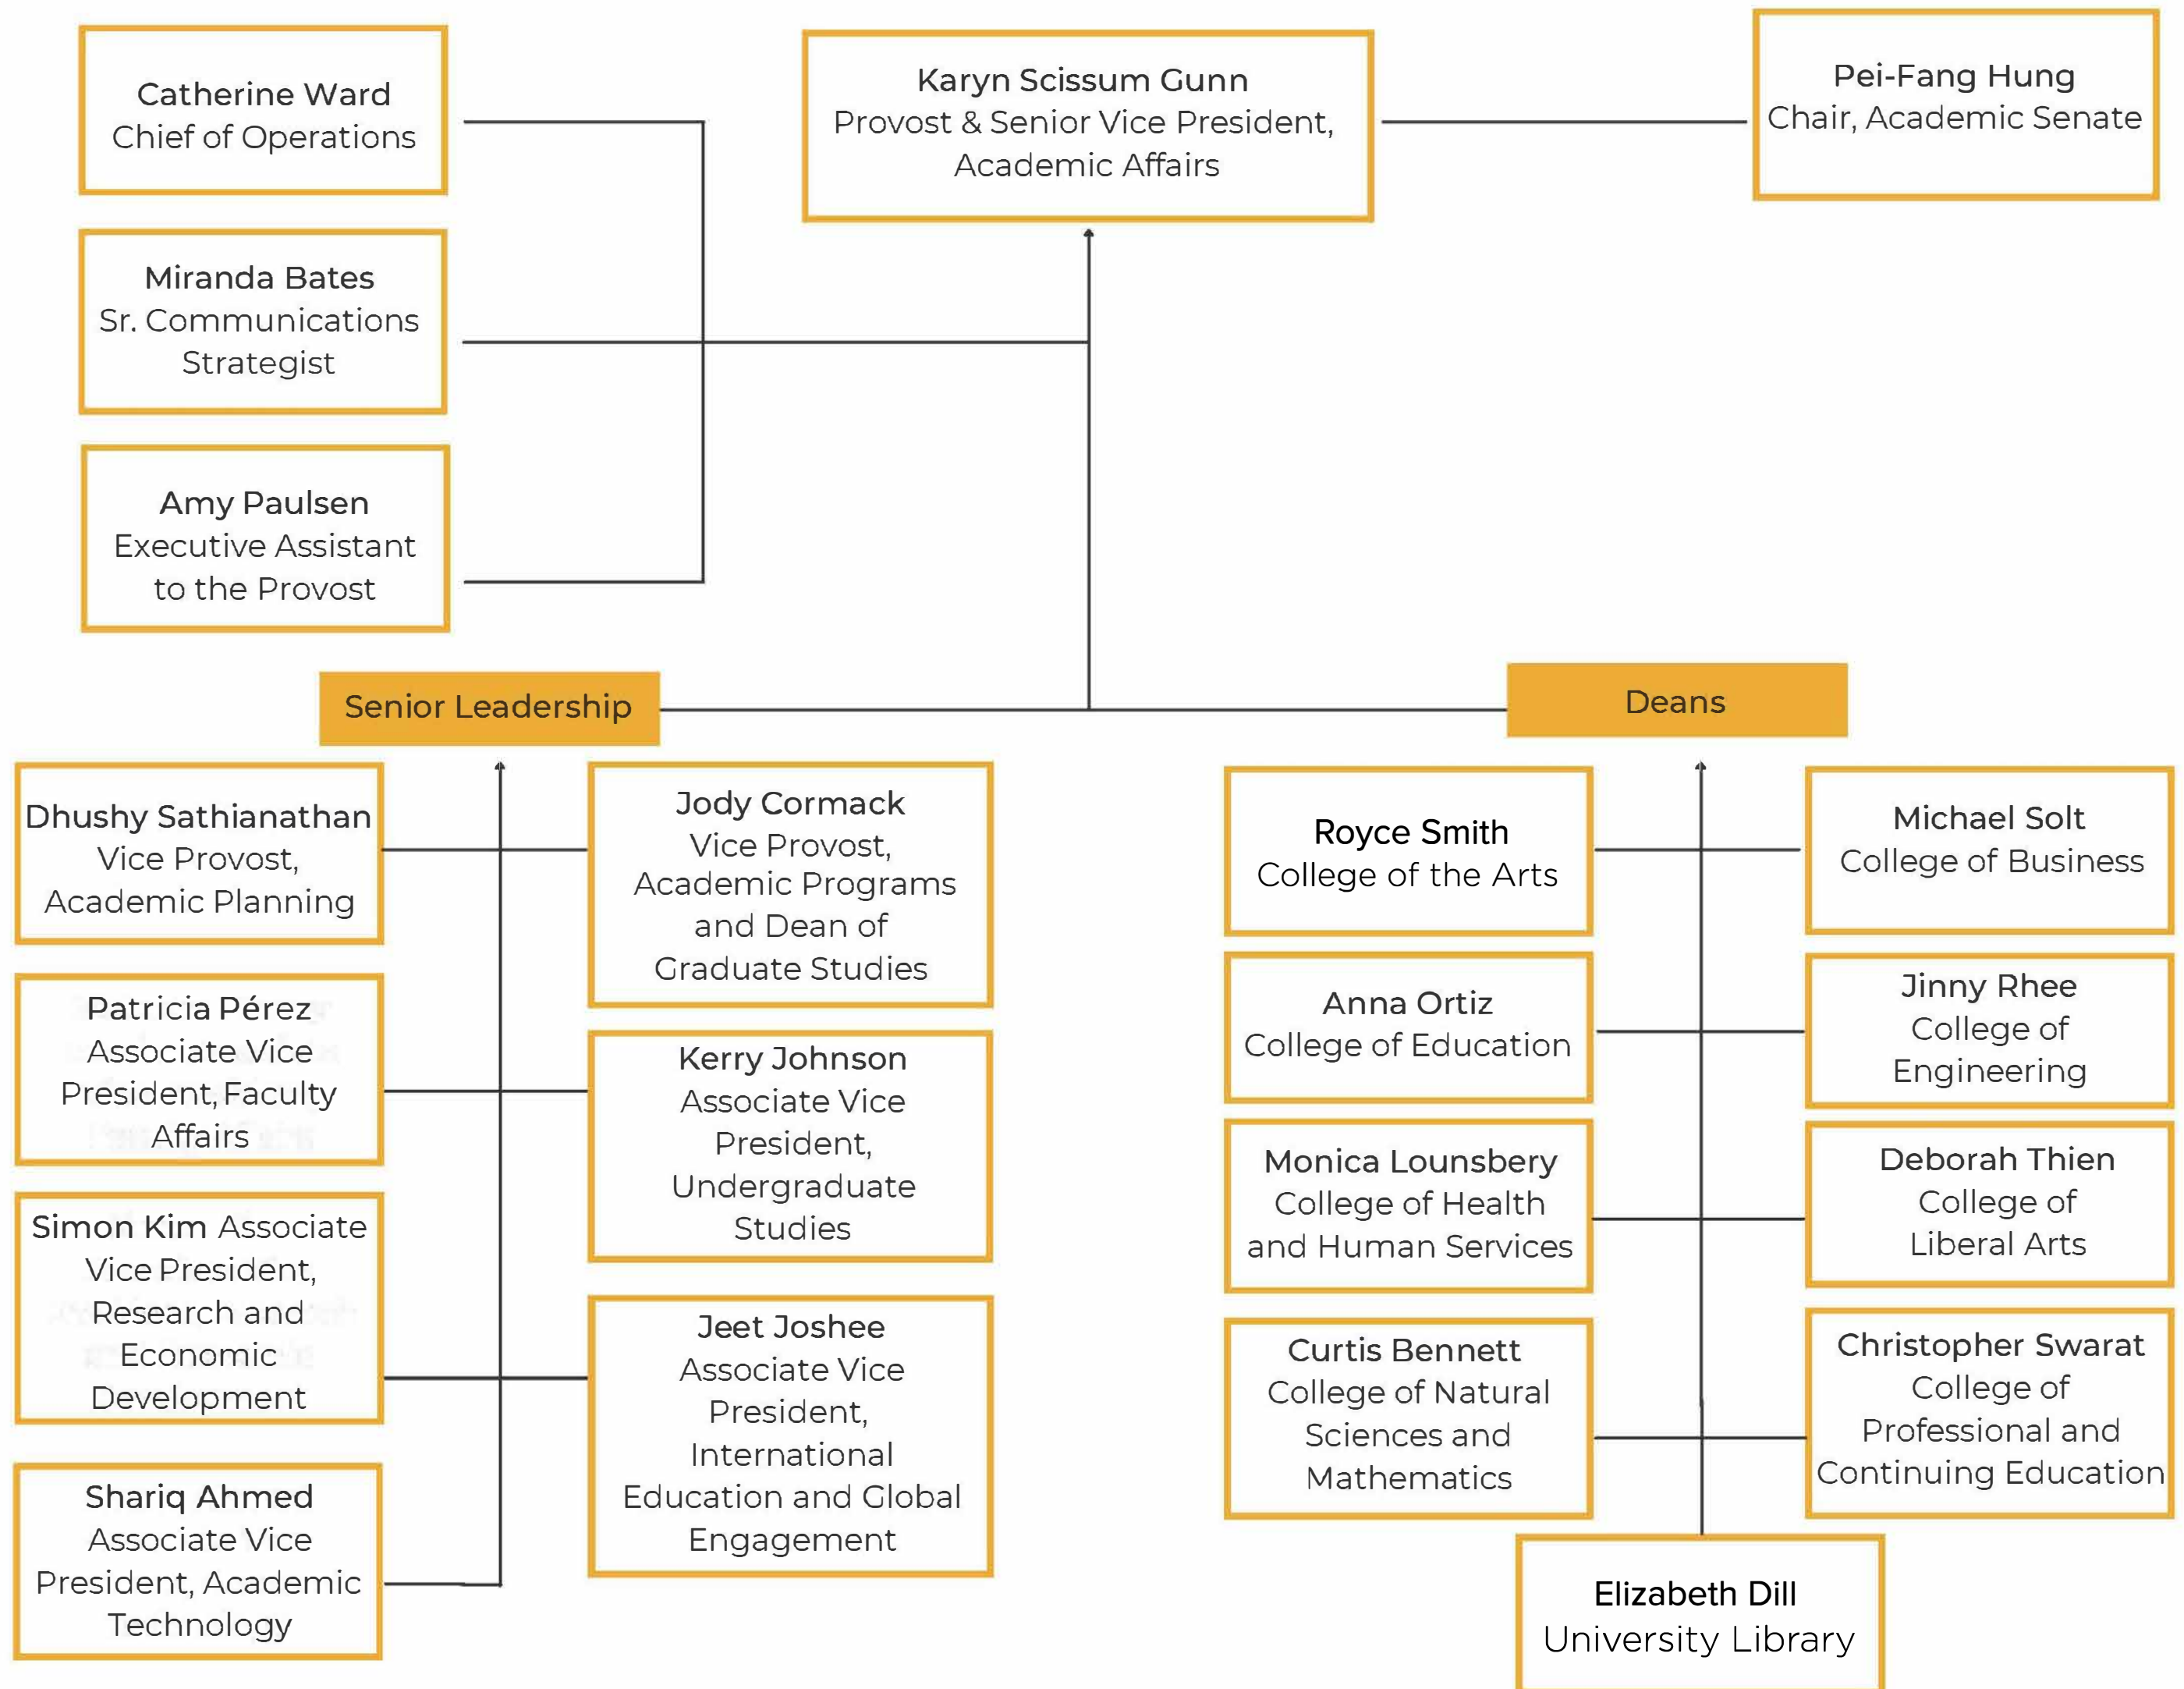 Catherine Ward
Chief of Operations
Karyn Scissum Gunn
Provost & Senior Vice President,
Academic Affairs
Pei-Fang Hung
Chair, Academic Senate
Miranda Bates
Sr. Communications
Strategist
Amy Paulsen
Executive Assistant
to the Provost
Senior Leadership
Dhushy Sathianathan
Vice Provost,
Academic Planning
Jody Cormack
Vice Provost,
Academic Programs
and Dean of
Graduate Studies
Patricia Pérez
Associate Vice
President, Faculty
Affairs
Kerry Johnson
Associate Vice
President,
Undergraduate
Studies
Simon Kim Associate
Vice President,
Research and
Economic
Development
Jeet Joshee
Associate Vice
President,
International
Education and Global
Engagement
Shariq Ahmed
Associate Vice
President, Academic
Technology
Deans
Royce Smith
College of the Arts
Michael Solt
College of Business
Anna Ortiz
College of Education
Jinny Rhee
College of
Engineering
Monica Lounsbery
College of Health
and Human Services
Deborah Thien
College of
Liberal Arts
Curtis Bennett
College of Natural
Sciences and
Mathematics
Christopher Swarat
College of
Professional and
Continuing Education
Elizabeth Dill
University Library